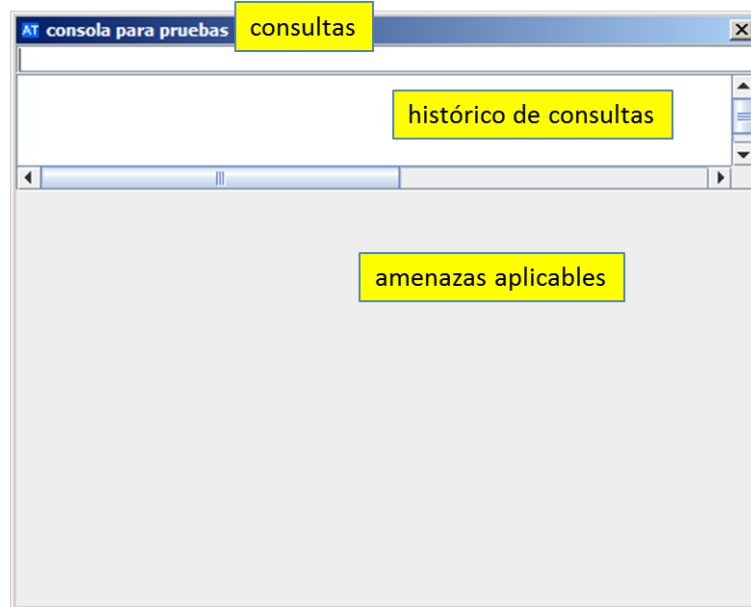 AT consola para pruebas
consultas
histórico de consultas
amenazas aplicables